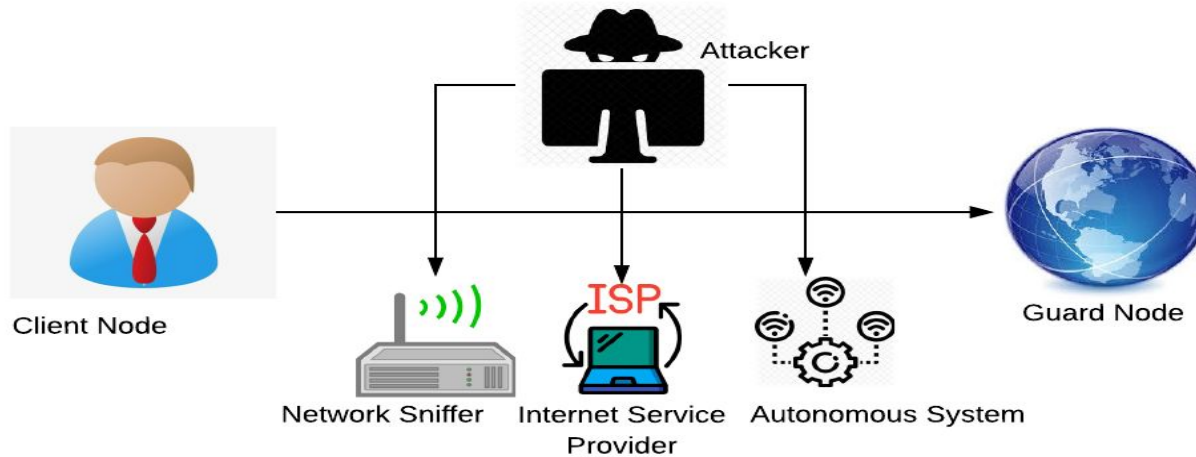 Attacker
Client Node
ISP
Guard Node
Network Sniffer
Internet Service
Provider
Autonomous System